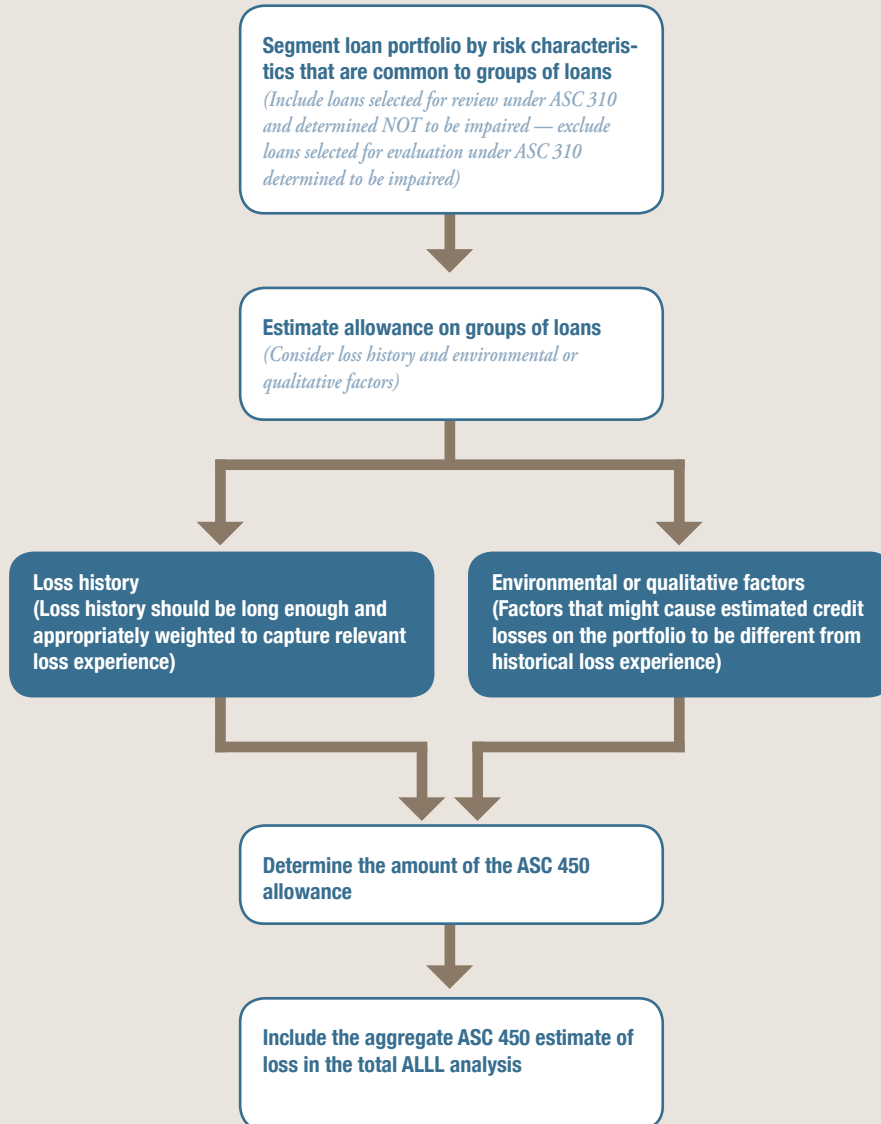 Segment loan portfolio by risk characteris-
tics that are common to groups of loans
(Include loans selected for review under ASC 310
and determined NOT to be impaired — exclude
loans selected for evaluation under ASC 310
determined to be impaired)
Estimate allowance on groups of loans
(Consider loss history and environmental or
qualitative factors)
Loss history
(Loss history should be long enough and
appropriately weighted to capture relevant
loss experience)
Environmental or qualitative factors
(Factors that might cause estimated credit
losses on the portfolio to be different from
historical loss experience)
Determine the amount of the ASC 450
allowance
Include the aggregate ASC 450 estimate of
loss in the total ALLL analysis